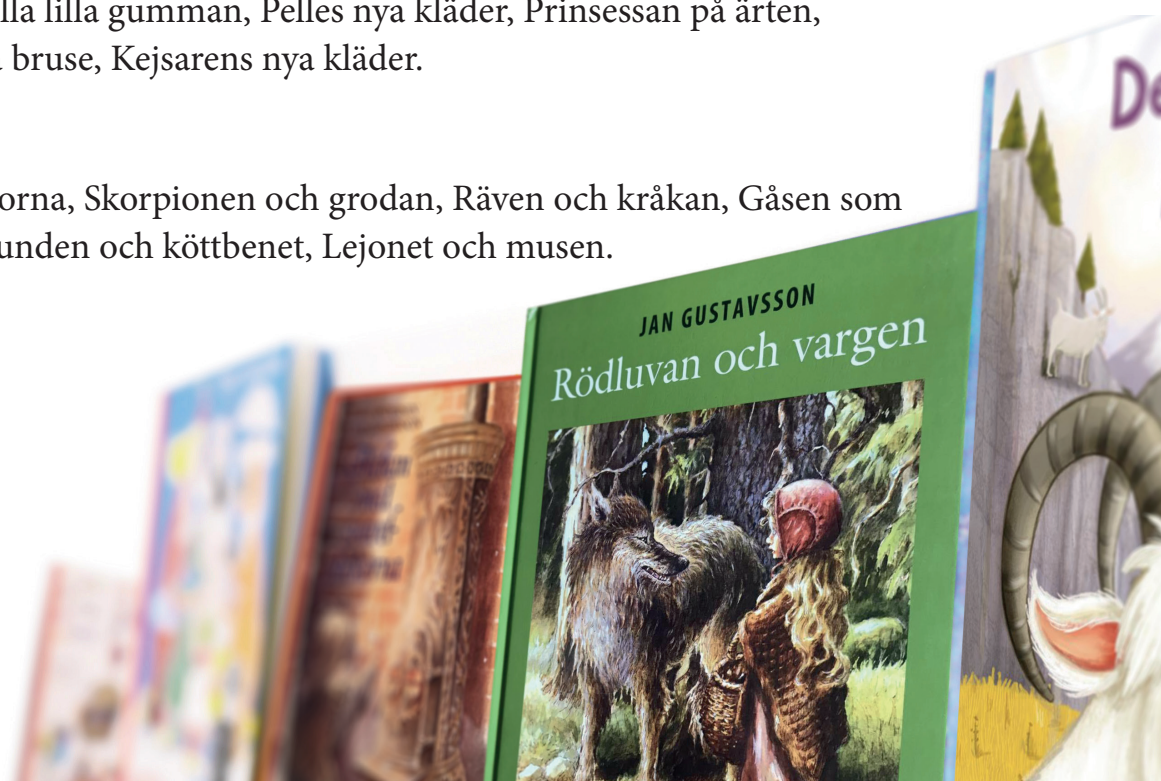 lla lilla gumman, Pelles nya kläder, Prinsessan på ärten,
bruse, Kejsarens nya kläder.
orna, Skorpionen och grodan, Räven och kråkan, Gåsen som
unden och köttbenet, Lejonet och musen.
JAN GUSTAVSSON
Rödluvan och vargen
De